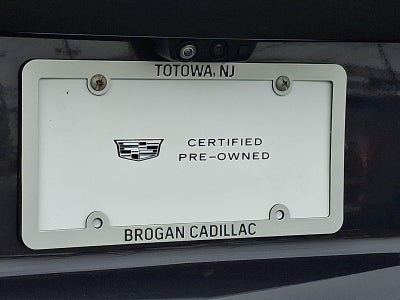 TOTOWA, NJ
CERTIFIED
PRE-OWNED
BROGAN CADILLAC